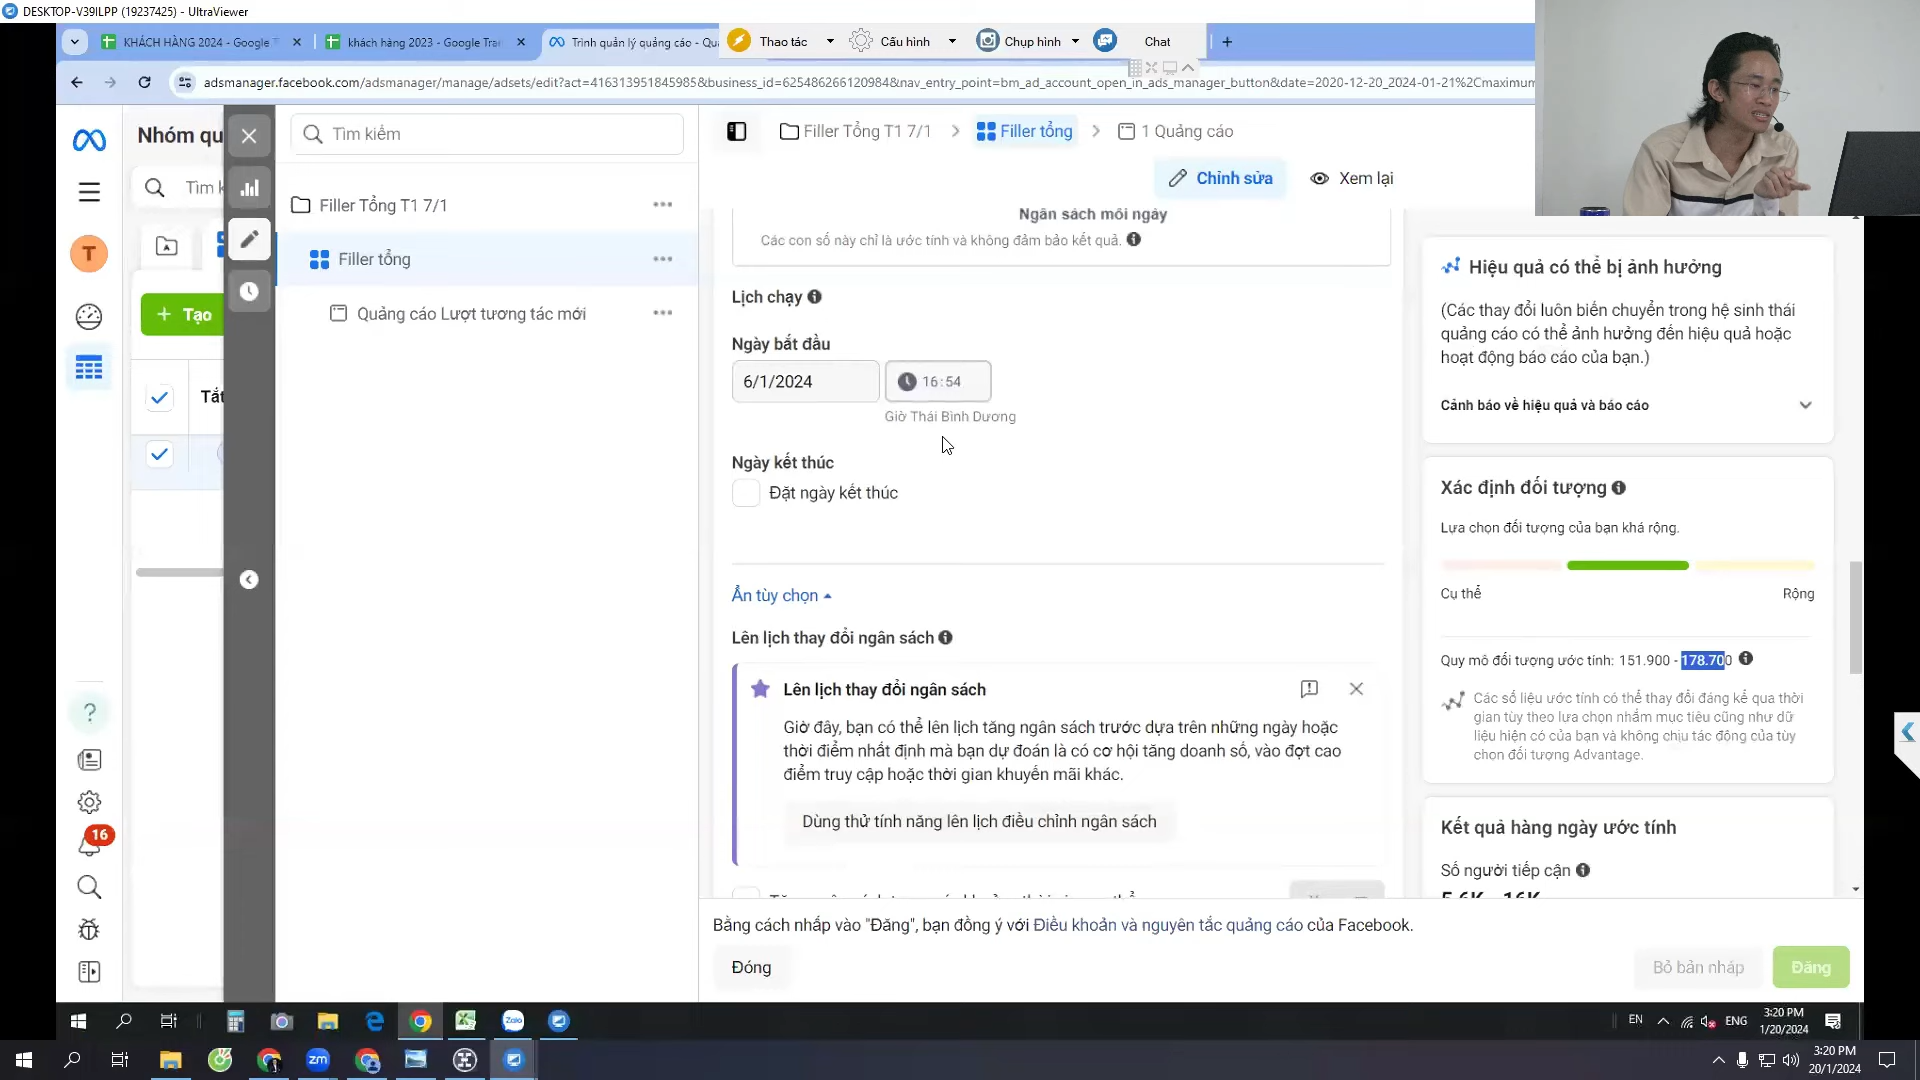 DESKTOP-V39ILPP (19237425) - UltraViewer
KHÁCH HÀNG 2024 - Google
khách hàng 2023 - Google Tra
Trình quản lý quảng cáo - Qu
Thao tác
Cấu hình
Chụp hình
Chat
adsmanager.facebook.com/adsmanager/manage/adsets/edit?act=416313951845985&business_id=625486266120984&nav_entry_point=bm_ad_account_open_in_ads_manager_button&date=2020-12-20_2024-01-21%2Cmaximum
Nhóm qu
Tìm k
T
+ Tạo
Tắt
16
Tìm kiếm
Filler Tổng T1 7/1
Filler tổng
Quảng cáo Lượt tương tác mới
Filler Tổng T1 7/1
Filler tổng
1 Quảng cáo
Chỉnh sửa
Xem lại
Ngân sách mỗi ngày
Các con số này chỉ là ước tính và không đảm bảo kết quả.
Lịch chạy
Ngày bắt đầu
6/1/2024
16:54
Giờ Thái Bình Dương
Ngày kết thúc
Đặt ngày kết thúc
Ẩn tùy chọn
Lên lịch thay đổi ngân sách
Lên lịch thay đổi ngân sách
Giờ đây, bạn có thể lên lịch tăng ngân sách trước dựa trên những ngày hoặc
thời điểm nhất định mà bạn dự đoán là có cơ hội tăng doanh số, vào đợt cao
điểm truy cập hoặc thời gian khuyến mãi khác.
Dùng thử tính năng lên lịch điều chỉnh ngân sách
Hiệu quả có thể bị ảnh hưởng
(Các thay đổi luôn biến chuyển trong hệ sinh thái
quảng cáo có thể ảnh hưởng đến hiệu quả hoặc
hoạt động báo cáo của bạn.)
Cảnh báo về hiệu quả và báo cáo
Xác định đối tượng
Lựa chọn đối tượng của bạn khá rộng.
Cụ thể
Rộng
Quy mô đối tượng ước tính: 151.900 - 178.700
Các số liệu ước tính có thể thay đổi đáng kể qua thời
gian tùy theo lựa chọn nhắm mục tiêu cũng như dữ
liệu hiện có của bạn và không chịu tác động của tùy
chọn đối tượng Advantage.
Kết quả hàng ngày ước tính
Số người tiếp cận
5,6K - 16K
Bằng cách nhấp vào "Đăng", bạn đồng ý với Điều khoản và nguyên tắc quảng cáo của Facebook.
Đóng
Bỏ bản nháp
Đăng
Zalo
EN
ENG
3:20 PM
1/20/2024
zm
3:20 PM
20/1/2024